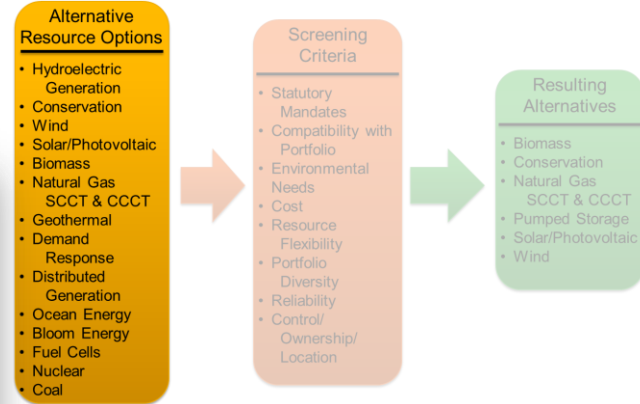 Alternative
Resource Options
• Hydroelectric
Generation
• Conservation
• Wind
• Solar/Photovoltaic
• Biomass
• Natural Gas
SCCT & CCCT
• Geothermal
• Demand
Response
• Distributed
Generation
• Ocean Energy
• Bloom Energy
• Fuel Cells
• Nuclear
• Coal
Screening
Criteria
• Statutory
Mandates
• Compatibility with
Portfolio
• Environmental
Needs
• Cost
• Resource
Flexibility
• Portfolio
Diversity
• Reliability
• Control/
Ownership/
Location
Resulting
Alternatives
• Biomass
• Conservation
• Natural Gas
SCCT & CCCT
• Pumped Storage
• Solar/Photovoltaic
• Wind